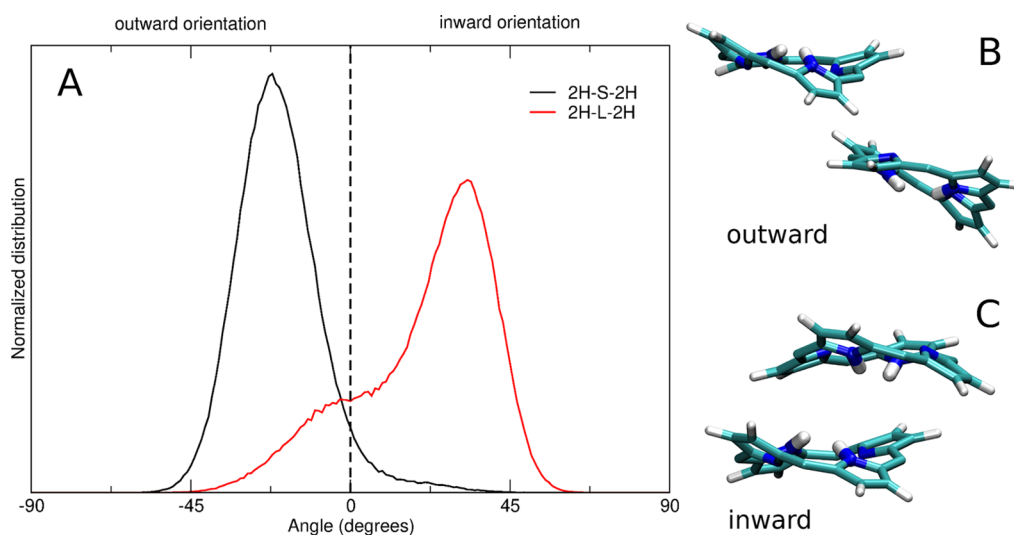 outward orientation
inward orientation
A
2H-S-2H
2H-L-2H
Normalized distribution
-90
-45
0
45
90
Angle (degrees)
B
outward
C
inward